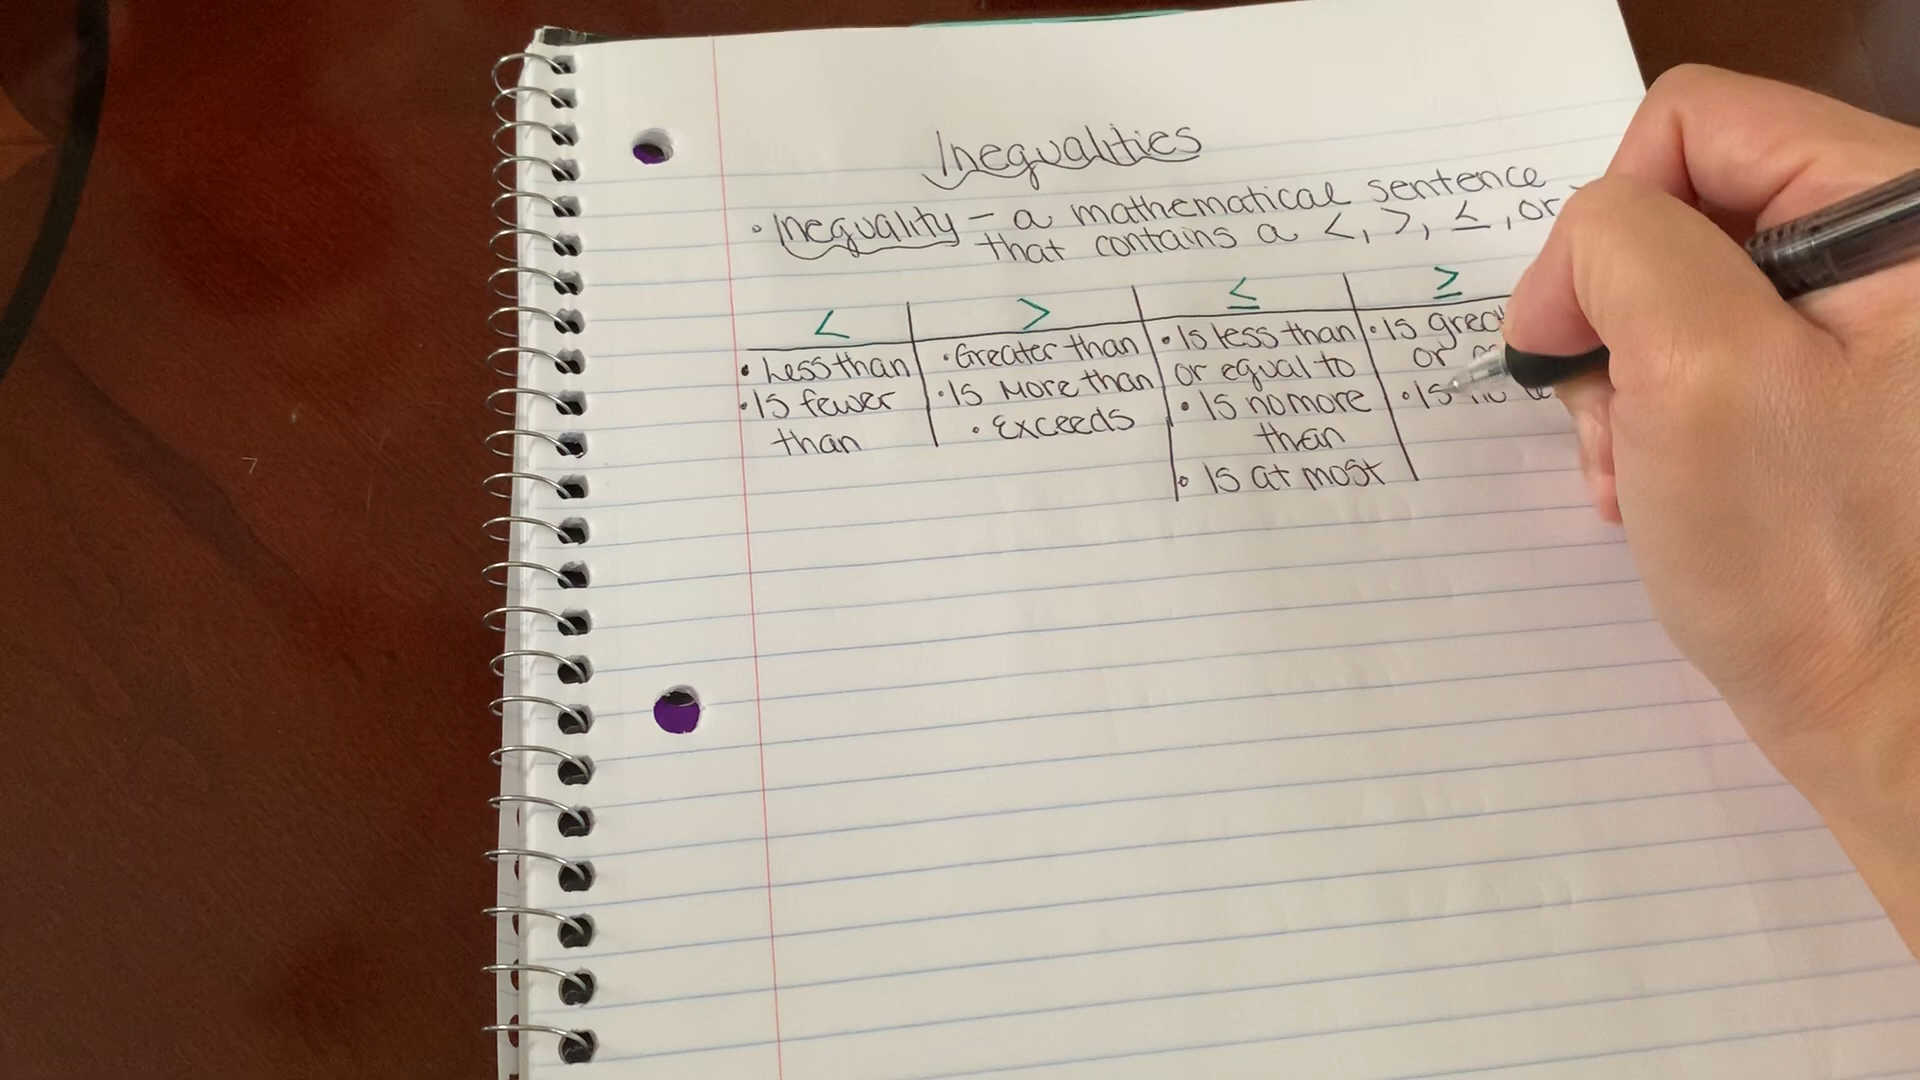 Inequalities
• Inequality – a mathematical sentence
that contains a <, >, ≤, or
< > ≤ ≥
• Less than
• Is fewer
than
• Greater than
• Is More than
• Exceeds
• Is less than
or equal to
• Is no more
than
• Is at most
• Is
or
• Is no